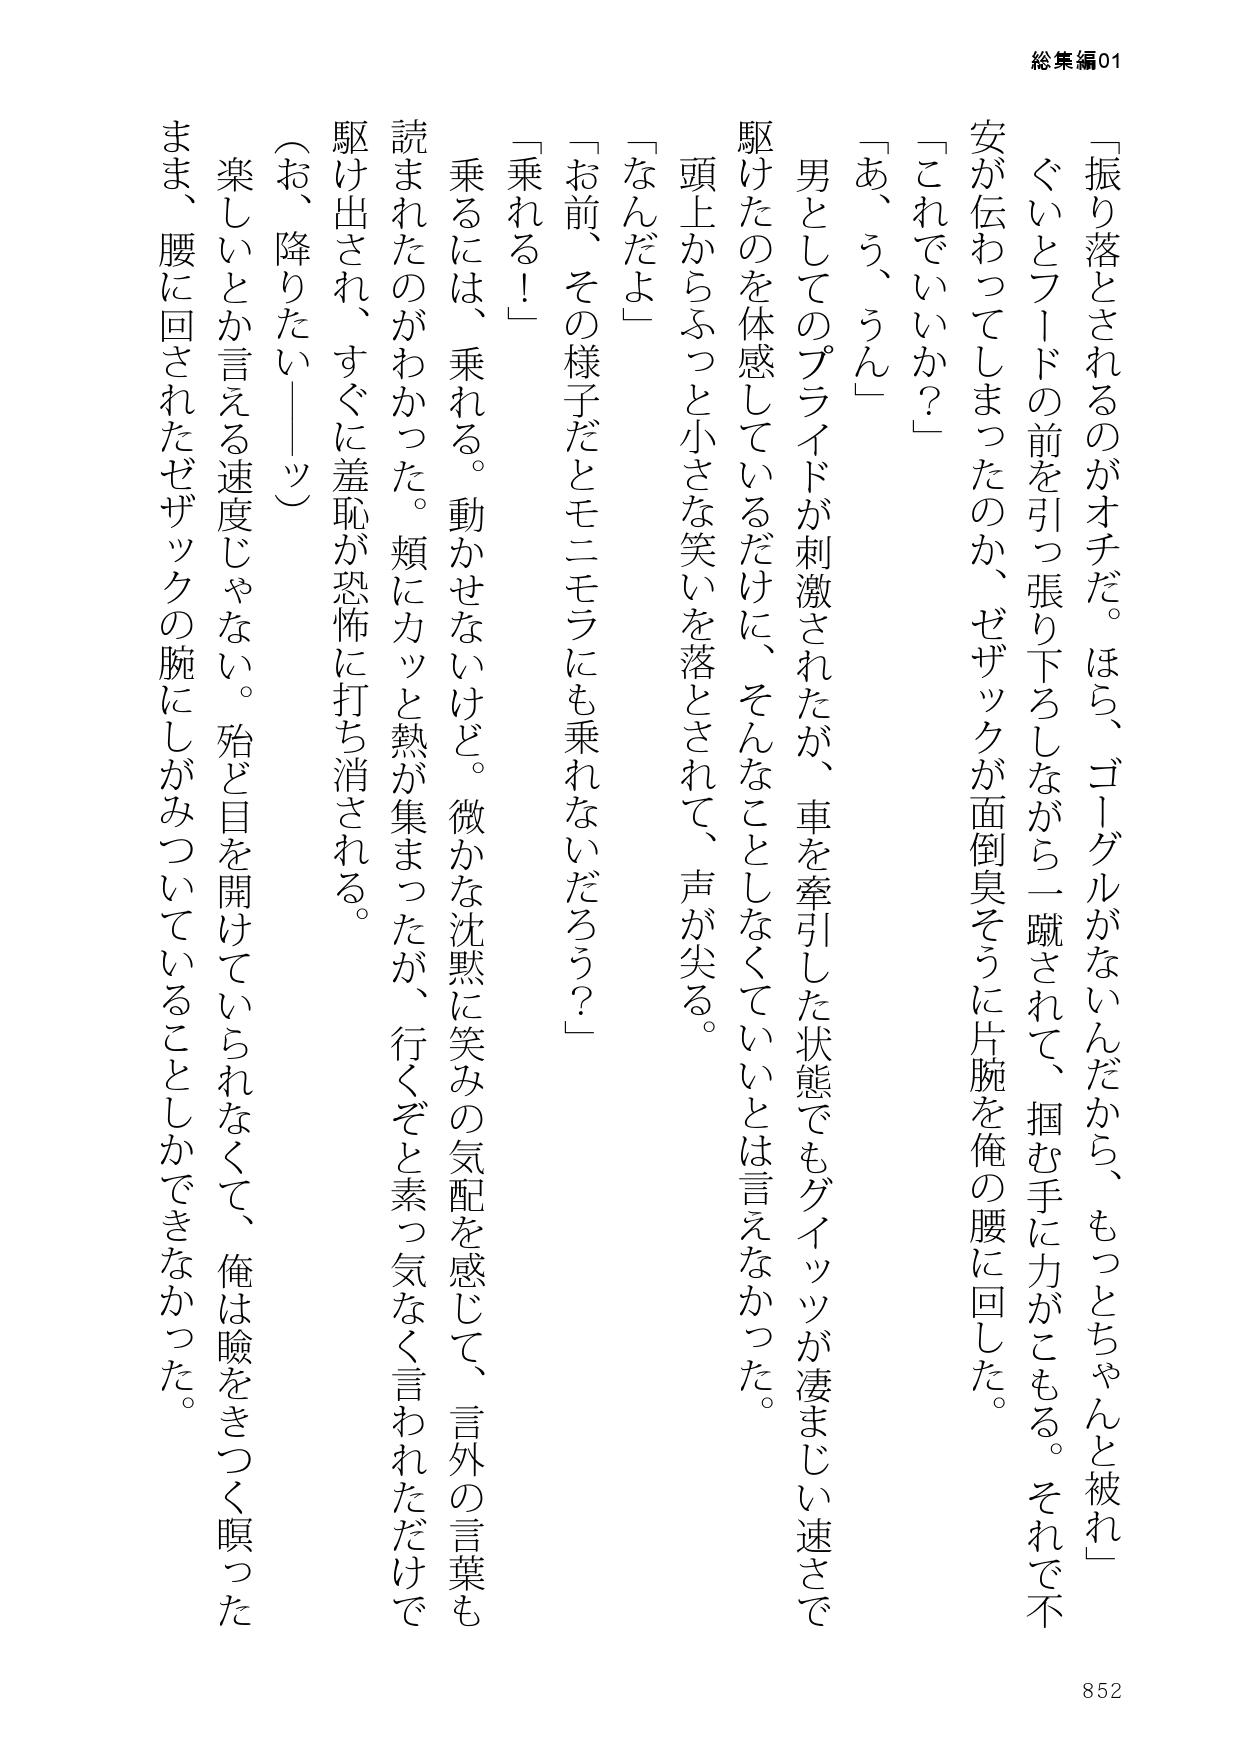 総集編01
「振り落とされるのがオチだ。ほら、ゴーグルがないんだから、もっとちゃんと被れ」
ぐいとフードの前を引っ張り下ろしながら一蹴されて、掴む手に力がこもる。それで不
安が伝わってしまったのか、ゼザックが面倒臭そうに片腕を俺の腰に回した。
「これでいいか？」
「あ、う、うん」
男としてのプライドが刺激されたが、車を牽引した状態でもグイッツが凄まじい速さで
駆けたのを体感しているだけに、そんなことしなくていいとは言えなかった。
頭上からふっと小さな笑いを落とされて、声が尖る。
「なんだよ」
「お前、その様子だとモニモラにも乗れないだろう？」
「乗れる！」
乗るには、乗れる。動かせないけど。微かな沈黙に笑みの気配を感じて、言外の言葉も
読まれたのがわかった。頬にカッと熱が集まったが、行くぞと素っ気なく言われただけで
駆け出され、すぐに羞恥が恐怖に打ち消される。
（お、降りたい――ッ）
楽しいとか言える速度じゃない。殆ど目を開けていられなくて、俺は瞼をきつく瞑った
まま、腰に回されたゼザックの腕にしがみついていることしかできなかった。
852